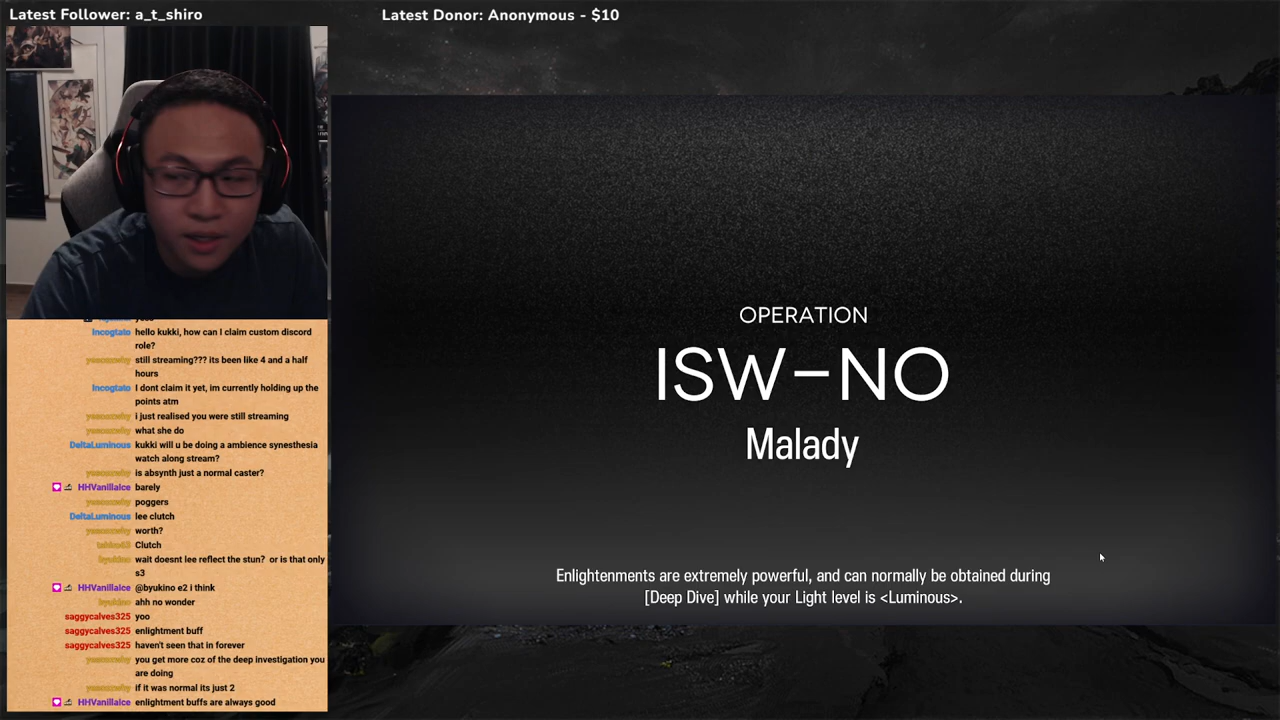 Latest Follower: a_t_shiro
Latest Donor: Anonymous - $10
Incogtato hello kukki, how can I claim custom discord
role?
yeasowhy still streaming??? its been like 4 and a half
hours
Incogtato I dont claim it yet, im currently holding up the
points atm
i just realised you were still streaming
what she do
DeltaLuminous kukki will u be doing a ambience synesthesia
watch along stream?
is absynth just a normal caster?
HHVanillaIce barely
poggers
DeltaLuminous lee clutch
worth?
Clutch
byukino wait doesnt lee reflect the stun? or is that only
s3
HHVanillaIce @byukino e2 i think
byukino ahh no wonder
saggycalves325 yoo
saggycalves325 enlightment buff
saggycalves325 haven't seen that in forever
you get more coz of the deep investigation you
are doing
if it was normal its just 2
HHVanillaIce enlightment buffs are always good
OPERATION
ISW-NO
Malady
Enlightenments are extremely powerful, and can normally be obtained during
[Deep Dive] while your Light level is <Luminous>.